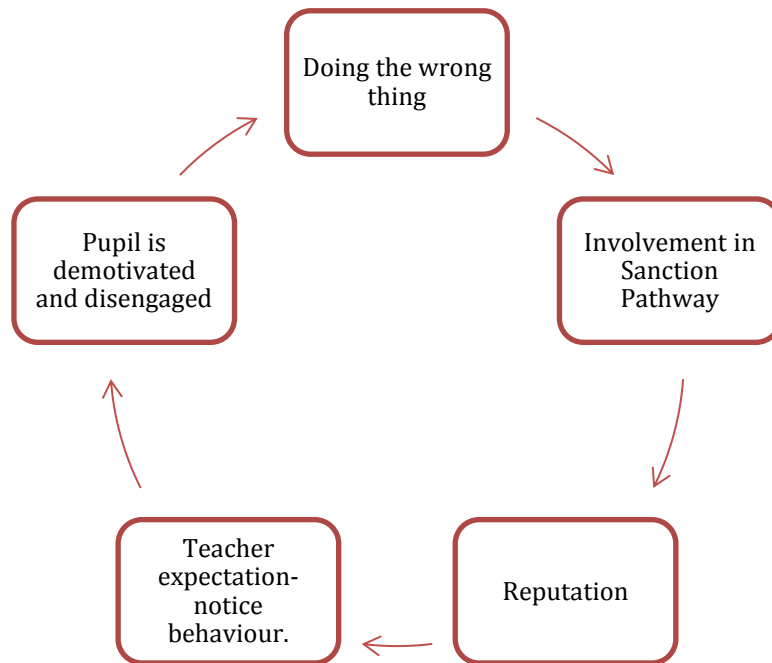 Doing the wrong
thing
Involvement in
Sanction
Pathway
Reputation
Teacher
expectation-
notice
behaviour.
Pupil is
demotivated
and disengaged